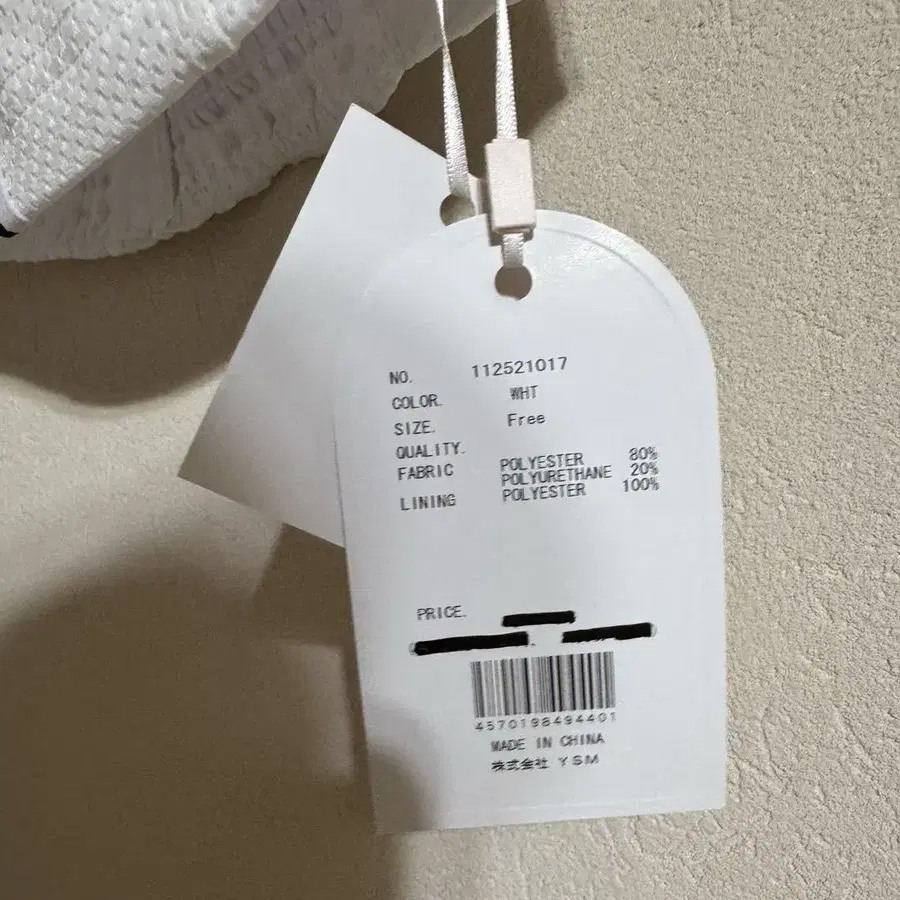 NO. 112521017
COLOR. WHT
SIZE. Free
QUALITY.
FABRIC POLYESTER 80%
POLYURETHANE 20%
LINING POLYESTER 100%
PRICE.
4570198494401
MADE IN CHINA
株式会社 YSM